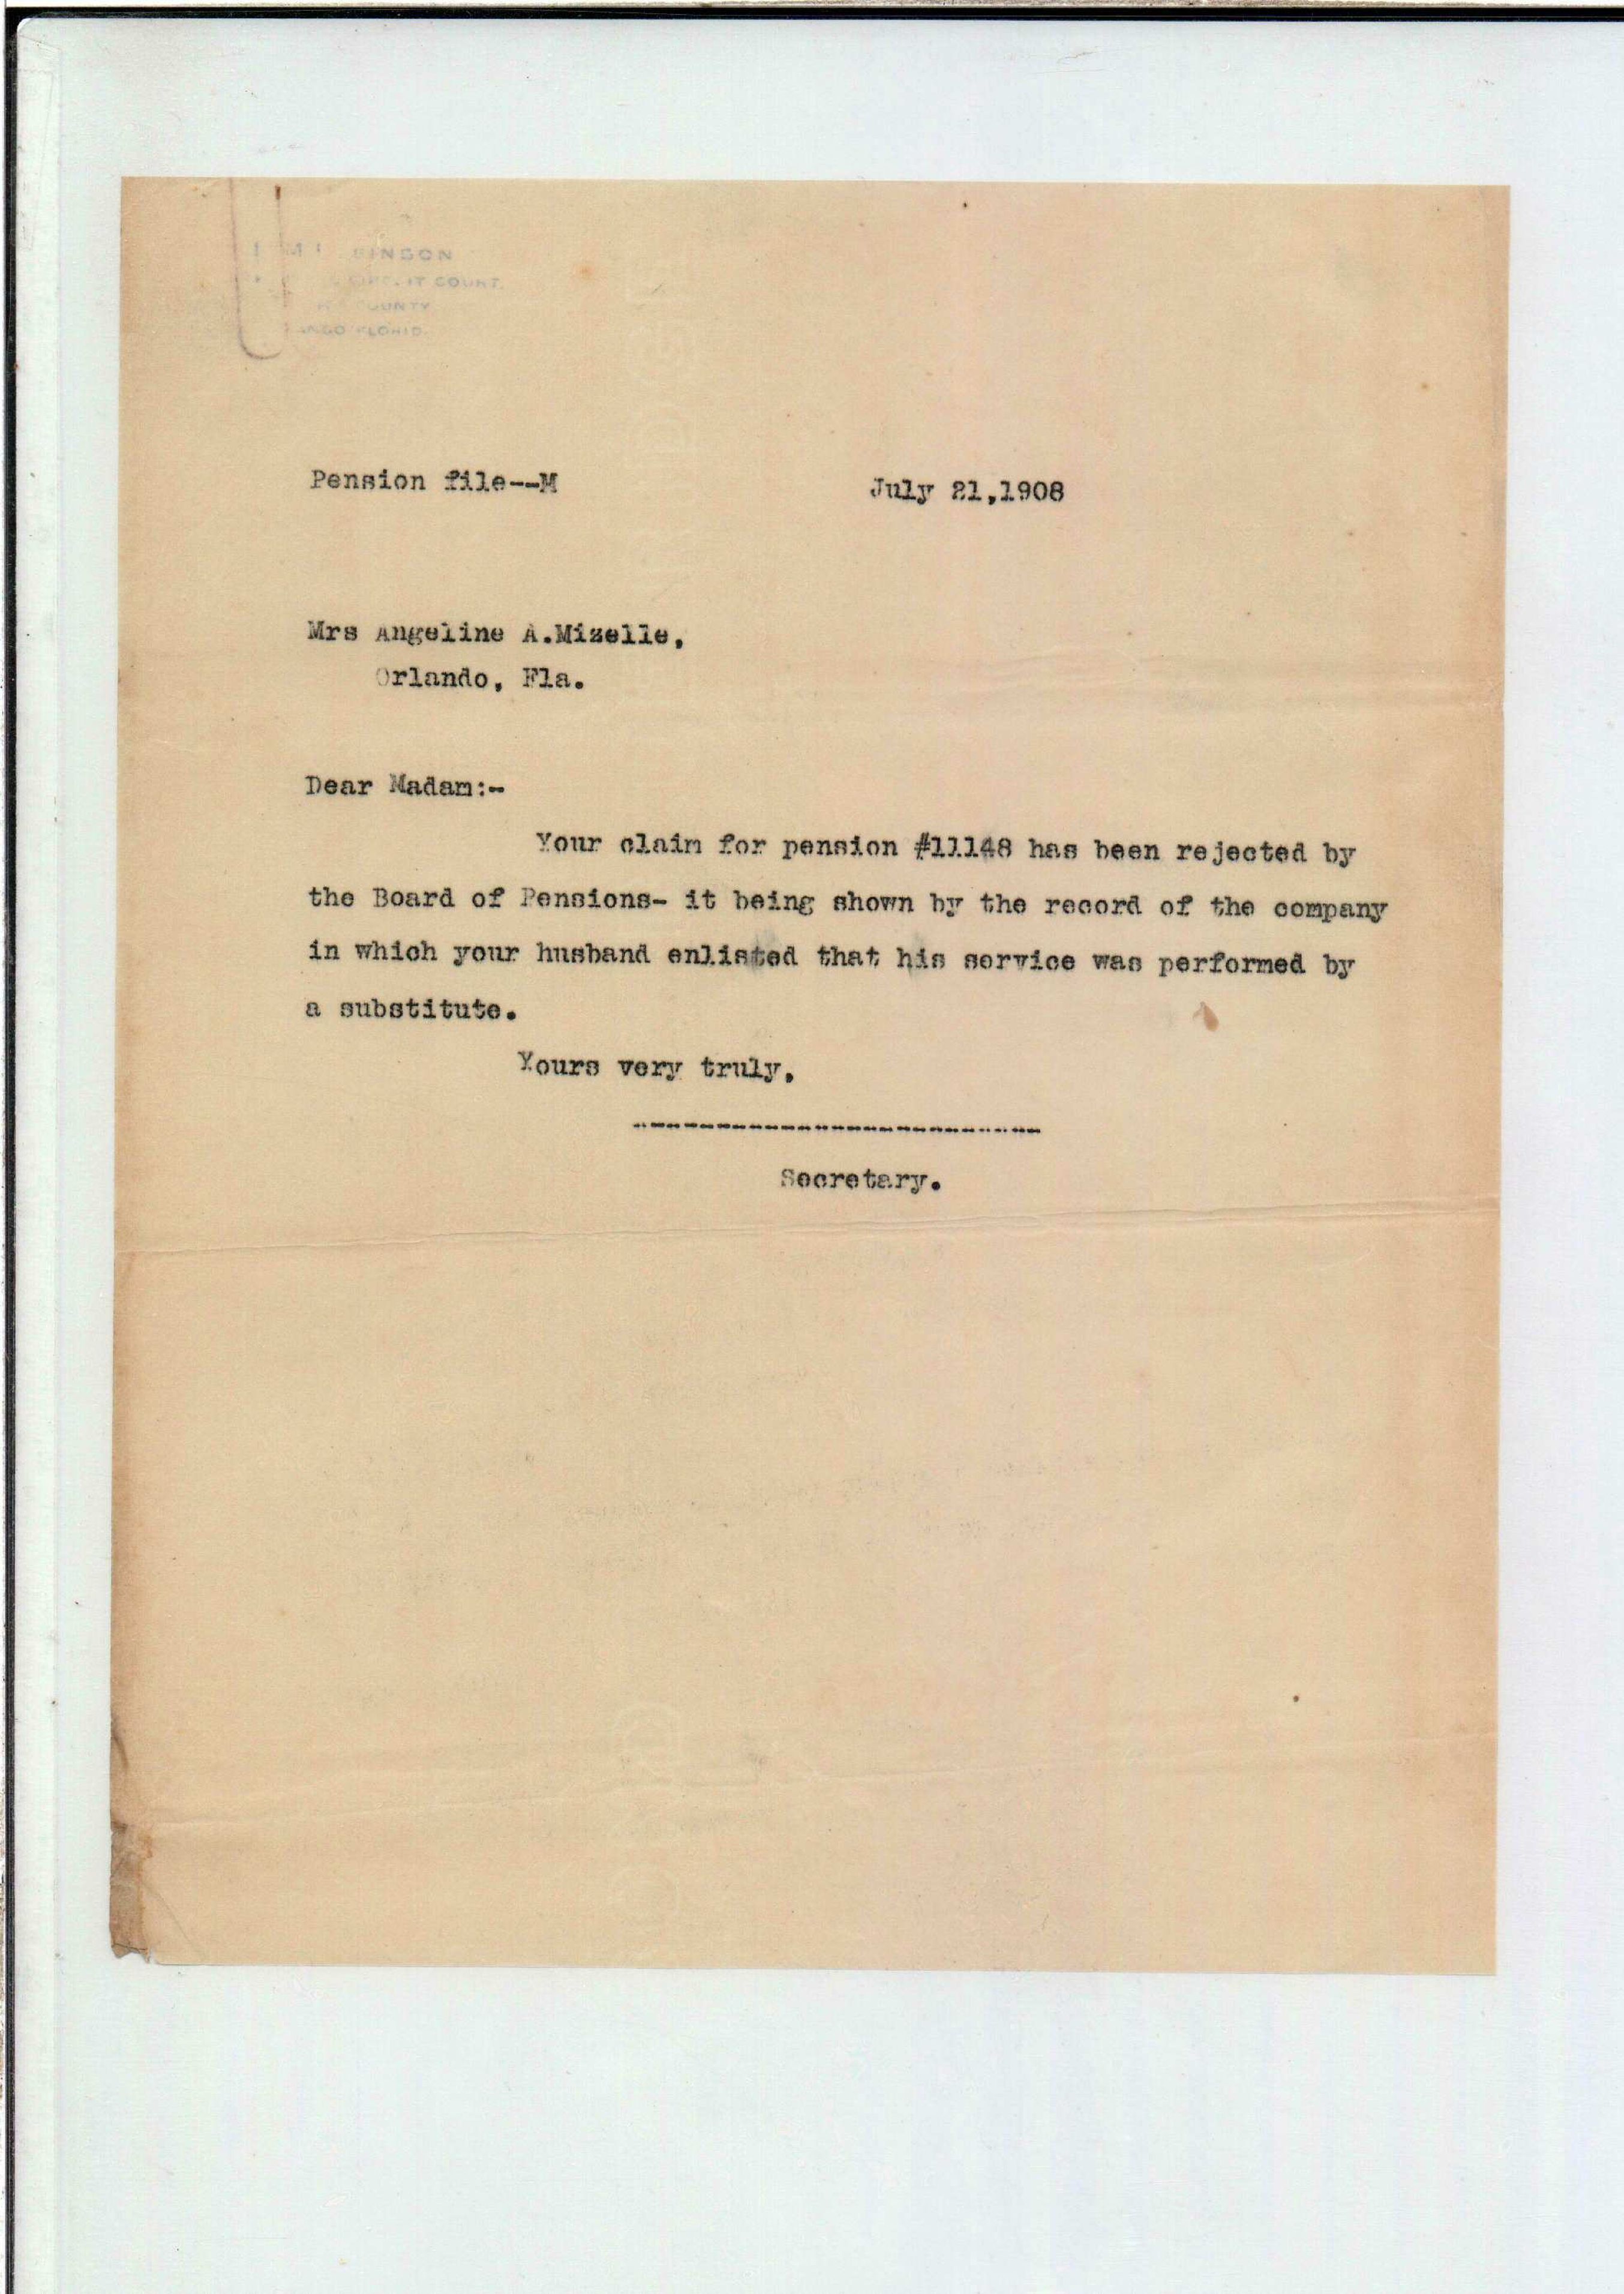 COUNTY
Pension file--M
July 21,1908
Mrs Angeline A.Mizelle,
Orlando, Fla.
Dear Madam:-
Your claim for pension #11148 has been rejected by
the Board of Pensions- it being shown by the record of the company
in which your husband enlisted that his service was performed by
a substitute.
Yours very truly,
-------------------------
Secretary.